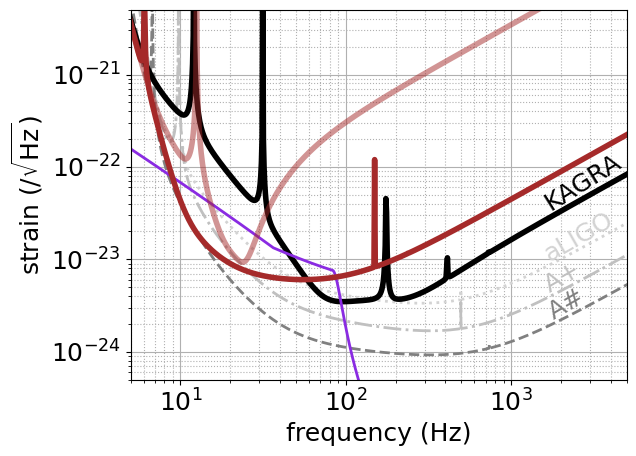 10⁻²¹
10⁻²²
10⁻²³
10⁻²⁴
strain (/√Hz)
KAGRA
aLIGO
A+
A#
10¹ 10² 10³
frequency (Hz)